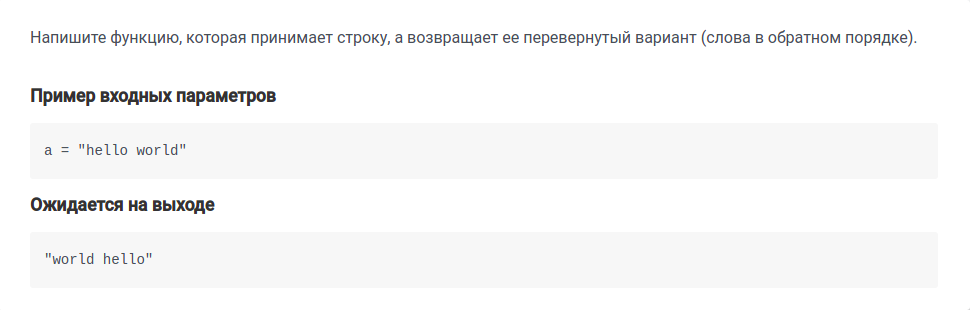 Напишите функцию, которая принимает строку, а возвращает ее перевернутый вариант (слова в обратном порядке).
Пример входных параметров
a = "hello world"
Ожидается на выходе
"world hello"